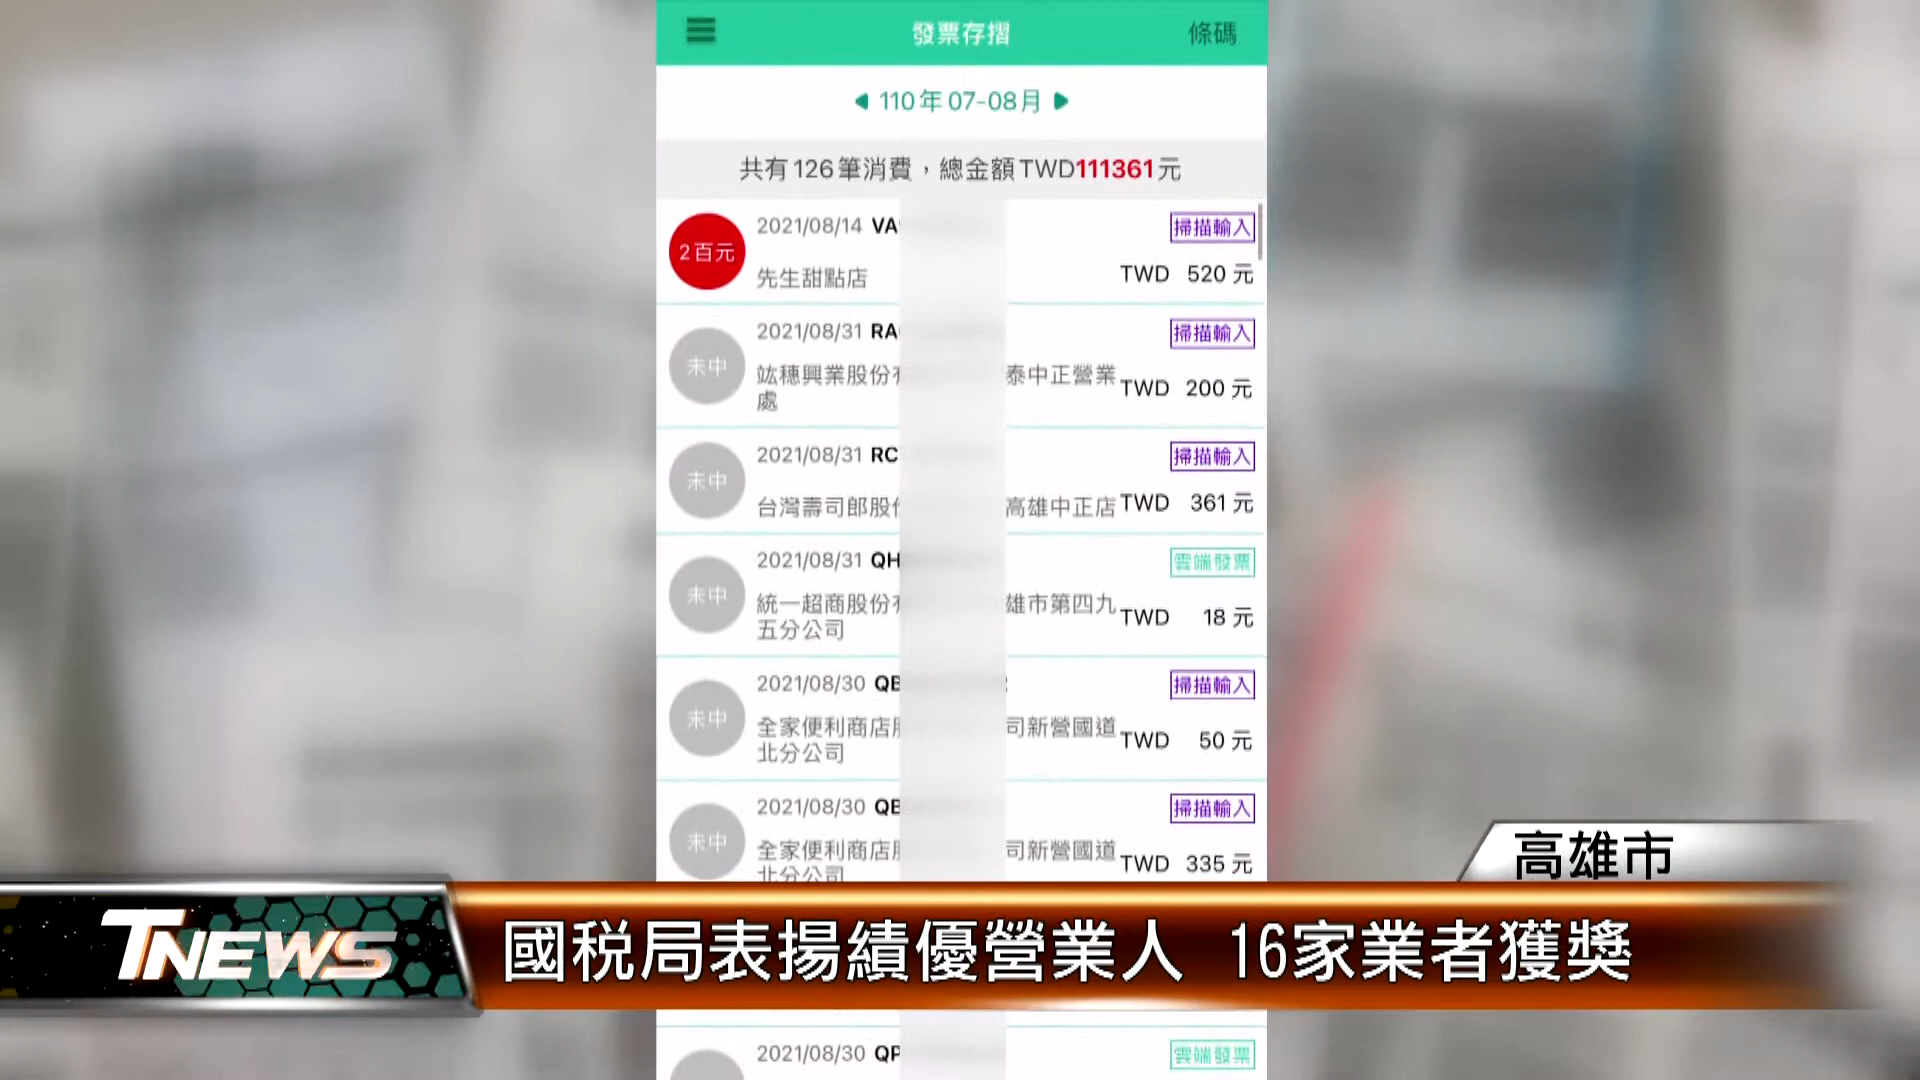 發票存摺
條碼
110年07-08月
共有126筆消費，總金額TWD111361元
2百元
2021/08/14 VA
掃描輸入
先生甜點店
TWD 520 元
未中
2021/08/31 RA
掃描輸入
竑穗興業股份 泰中正營業
處
TWD 200 元
未中
2021/08/31 RC
掃描輸入
台灣壽司郎股 高雄中正店
TWD 361 元
未中
2021/08/31 QH
雲端發票
統一超商股份 雄市第四九
五分公司
TWD 18 元
未中
2021/08/30 QB
掃描輸入
全家便利商店 司新營國道
北分公司
TWD 50 元
未中
2021/08/30 QB
掃描輸入
全家便利商店 司新營國道
北分公司
TWD 335 元
高雄市
TNEWS
國税局表揚績優營業人 16家業者獲獎
2021/08/30 QP
雲端發票